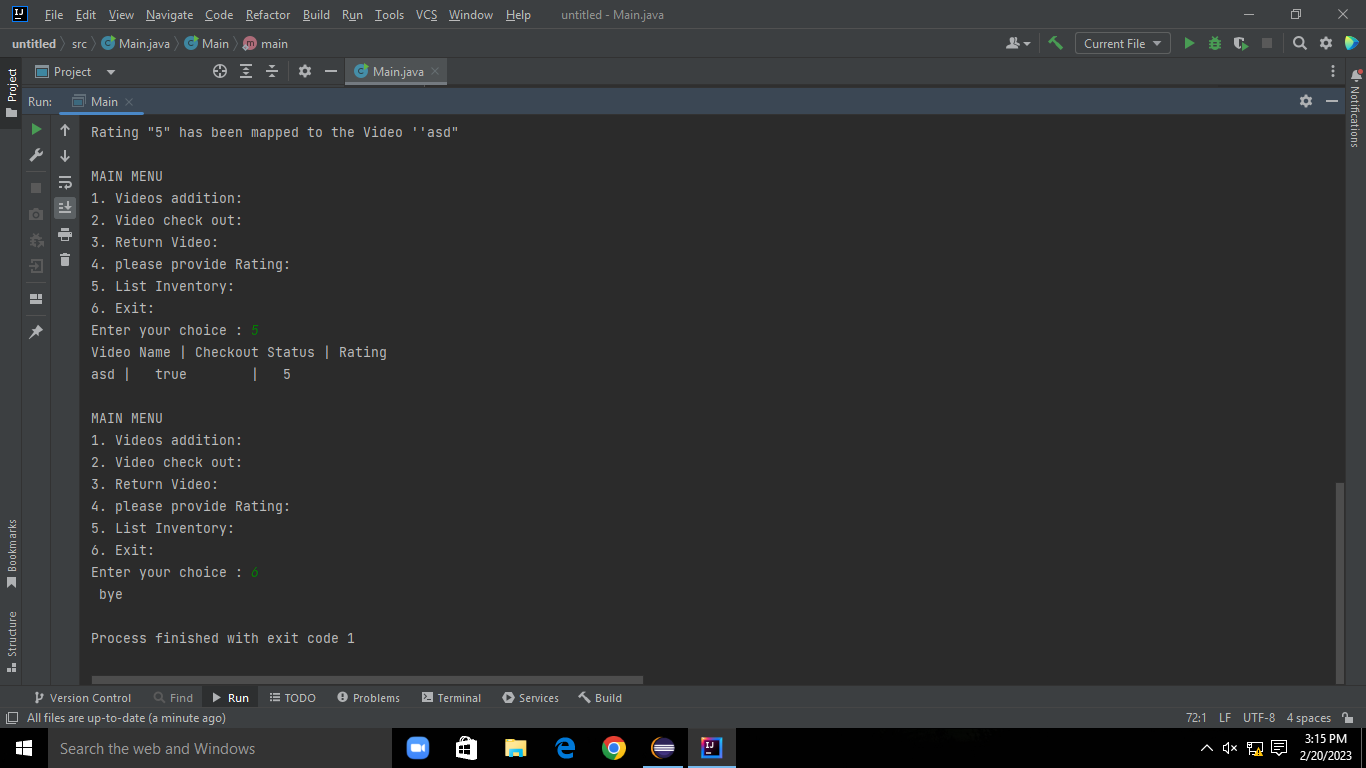 File Edit View Navigate Code Refactor Build Run Tools VCS Window Help untitled - Main.java
untitled src Main.java Main main Current File
Project Main.java
Run: Main
Project
Notifications
Bookmarks
Structure
Rating "5" has been mapped to the Video ''asd"
MAIN MENU
1. Videos addition:
2. Video check out:
3. Return Video:
4. please provide Rating:
5. List Inventory:
6. Exit:
Enter your choice : 5
Video Name | Checkout Status | Rating
asd |   true        |   5
MAIN MENU
1. Videos addition:
2. Video check out:
3. Return Video:
4. please provide Rating:
5. List Inventory:
6. Exit:
Enter your choice : 6
bye
Process finished with exit code 1
Version Control Find Run TODO Problems Terminal Services Build
All files are up-to-date (a minute ago) 72:1 LF UTF-8 4 spaces
Search the web and Windows
3:15 PM
2/20/2023